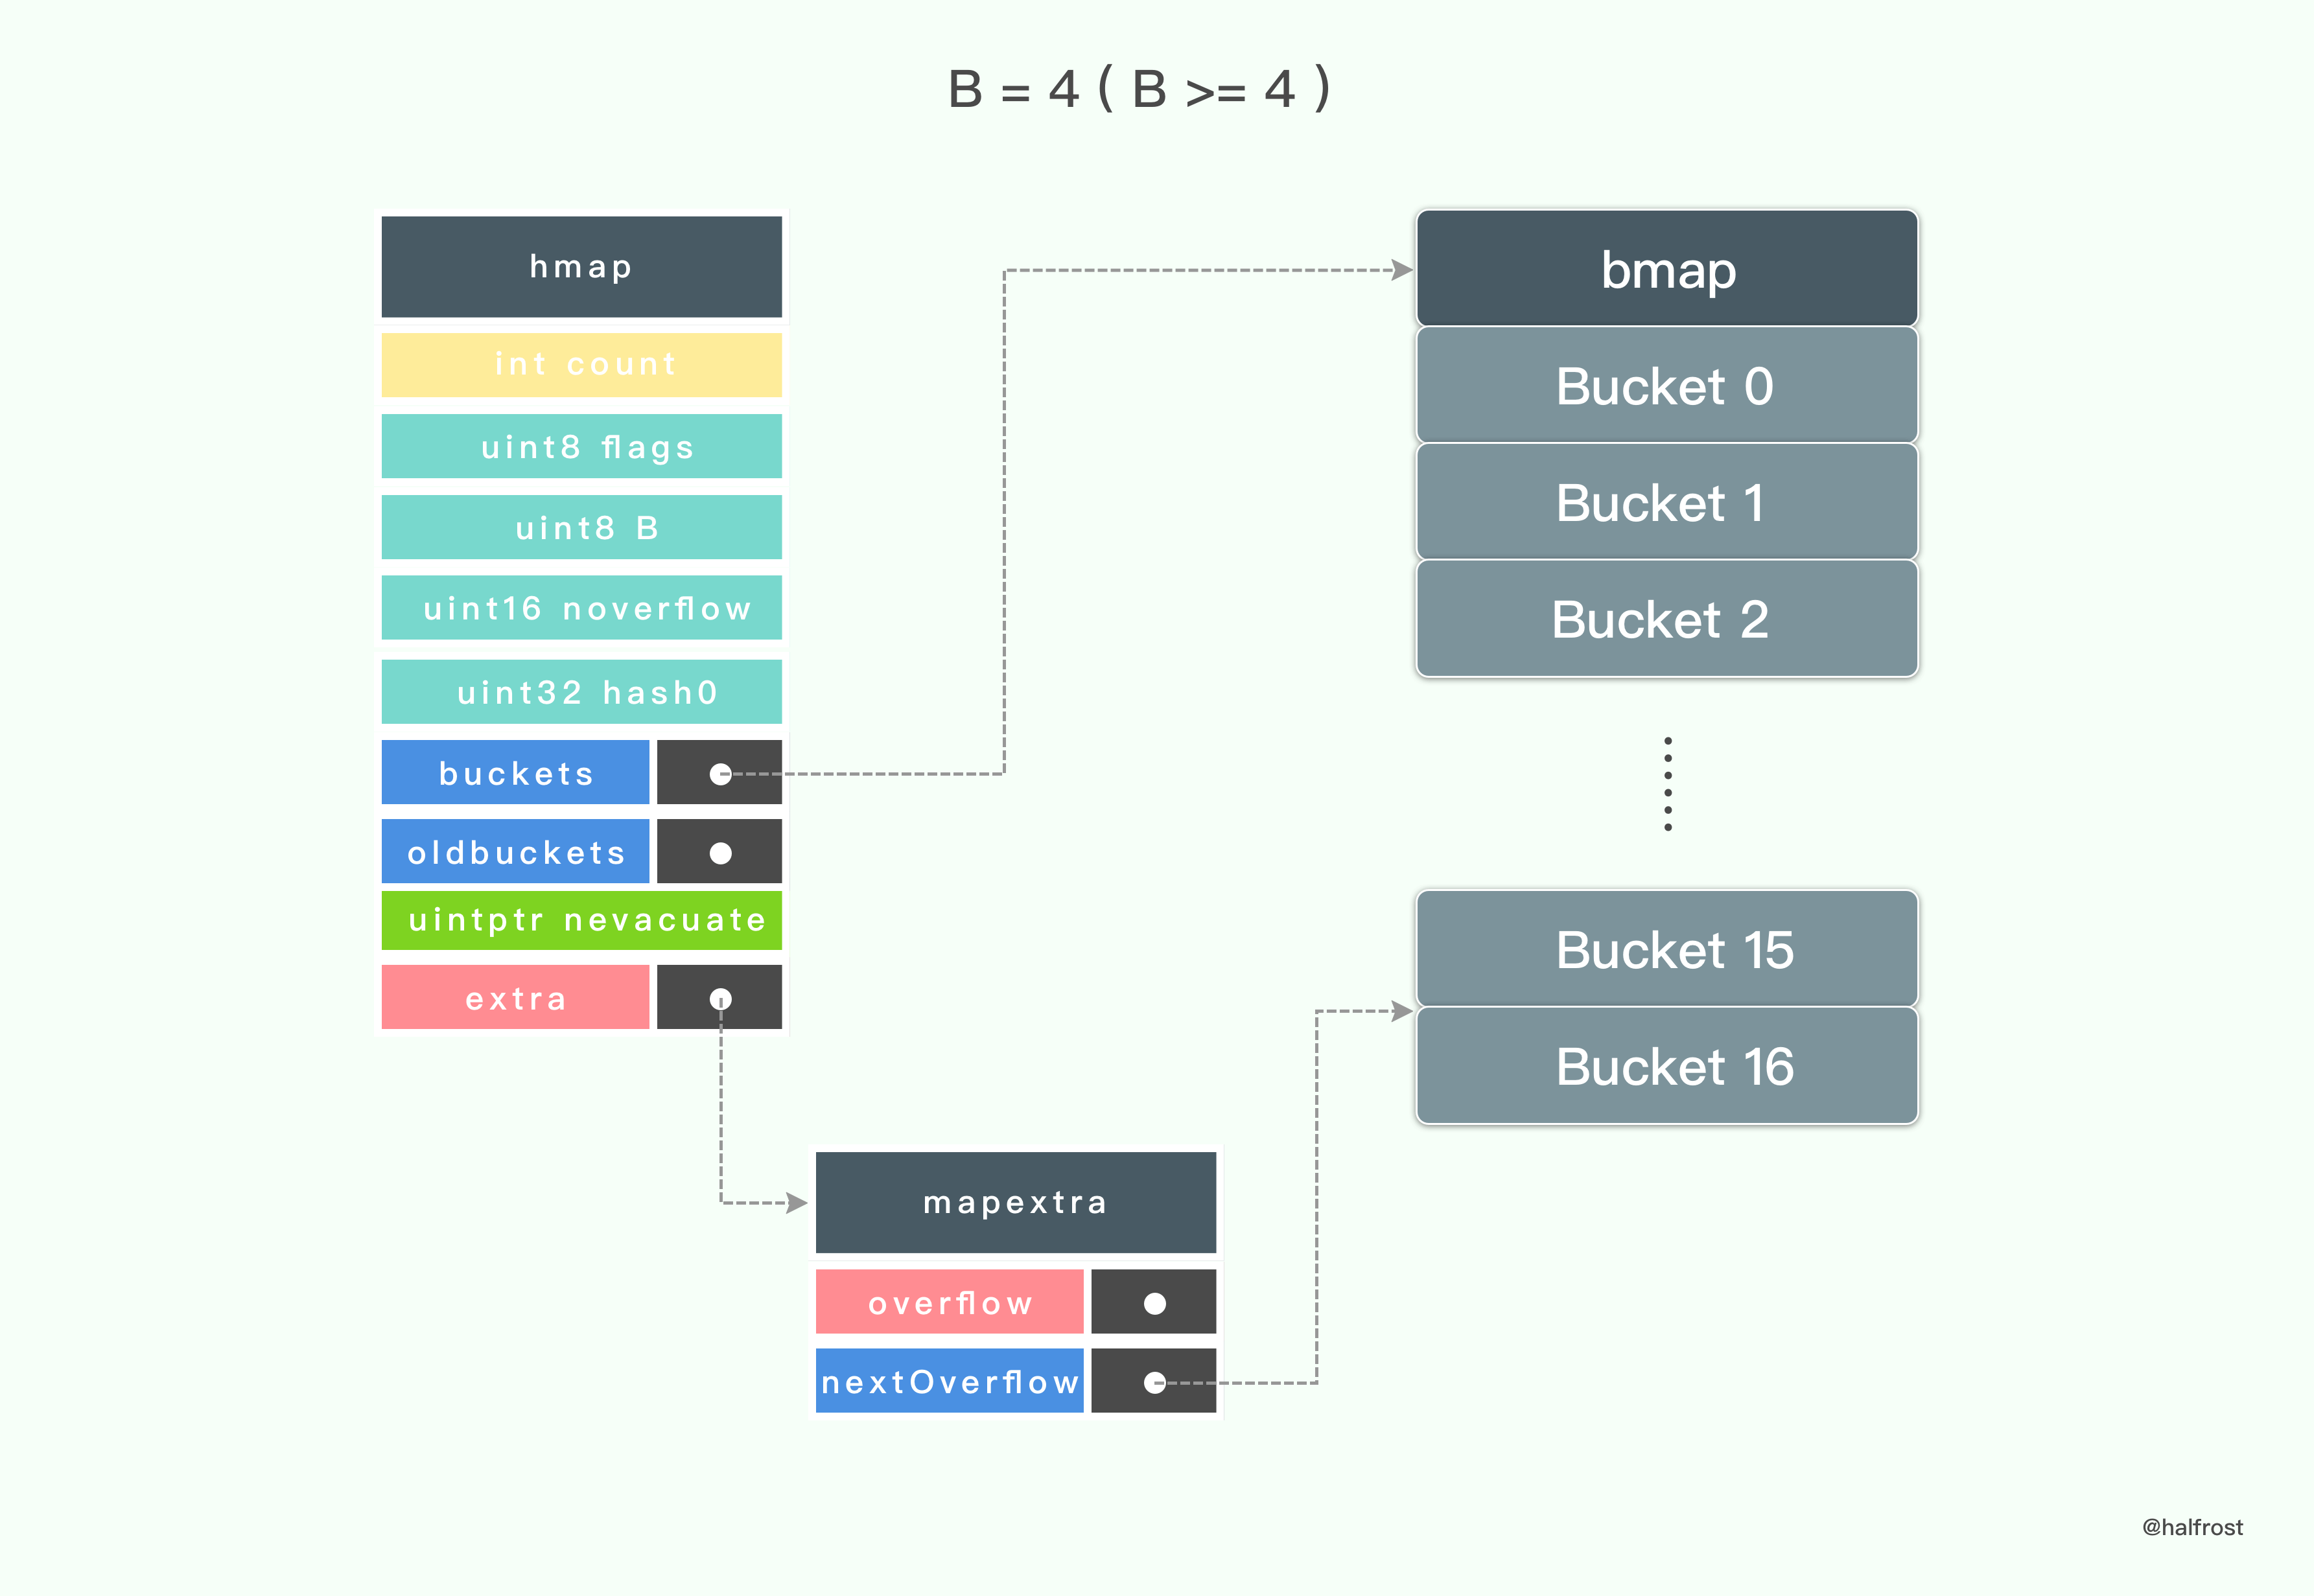 B = 4 ( B >= 4 )
hmap
int count
uint8 flags
uint8 B
uint16 noverflow
uint32 hash0
buckets
oldbuckets
uintptr nevacuate
extra
bmap
Bucket 0
Bucket 1
Bucket 2
Bucket 15
Bucket 16
mapextra
overflow
nextOverflow
@halfrost